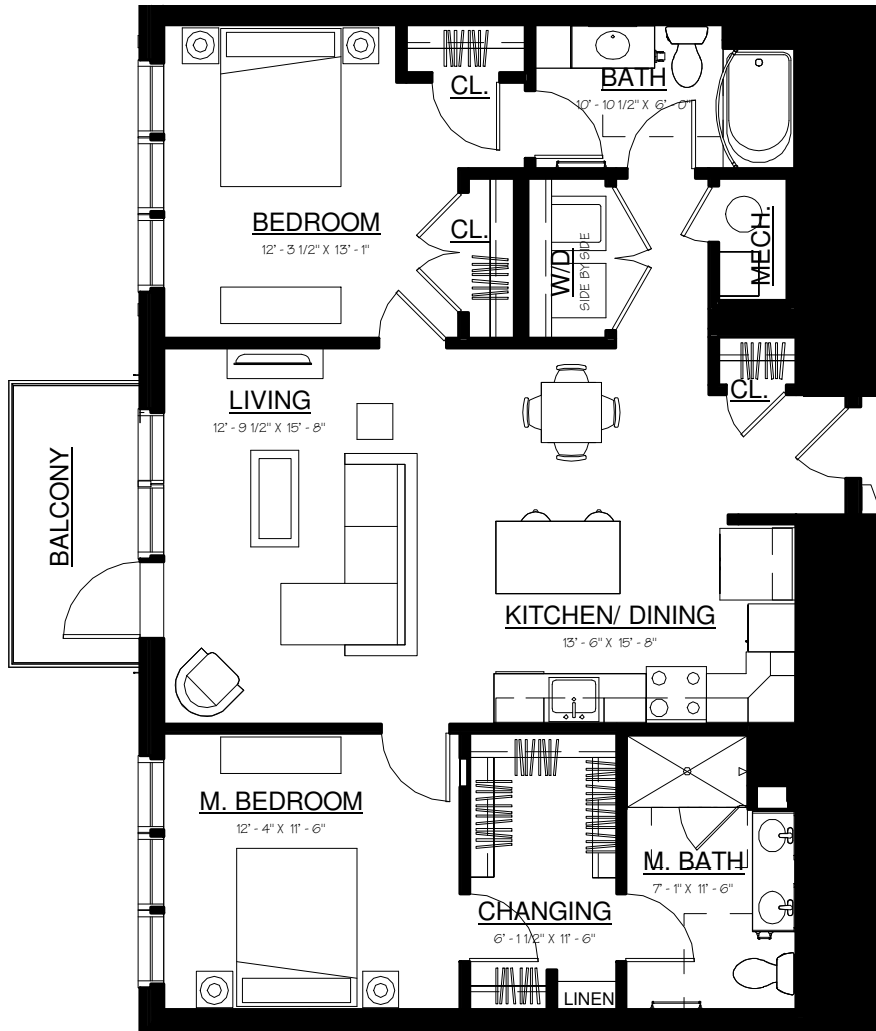 CL.
BATH
10' - 10 1/2" X 6' - 0"
BEDROOM
12' - 3 1/2" X 13' - 1"
CL.
W/D
SIDE BY SIDE
MECH.
LIVING
12' - 9 1/2" X 15' - 8"
CL.
BALCONY
KITCHEN/ DINING
13' - 6" X 15' - 8"
M. BEDROOM
12' - 4" X 11' - 6"
M. BATH
7' - 1" X 11' - 6"
CHANGING
6' - 1 1/2" X 11' - 6"
LINEN